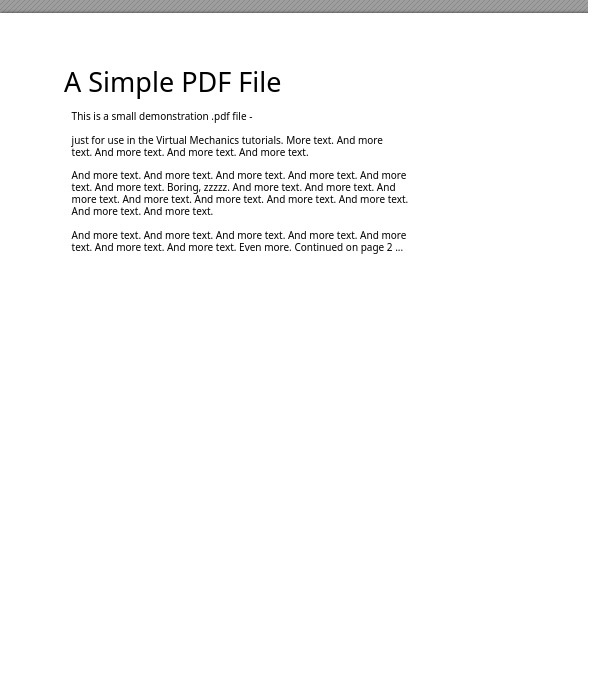 A Simple PDF File
This is a small demonstration .pdf file -
just for use in the Virtual Mechanics tutorials. More text. And more
text. And more text. And more text. And more text.
And more text. And more text. And more text. And more text. And more
text. And more text. Boring, zzzzz. And more text. And more text. And
more text. And more text. And more text. And more text. And more text.
And more text. And more text.
And more text. And more text. And more text. And more text. And more
text. And more text. And more text. Even more. Continued on page 2 ...